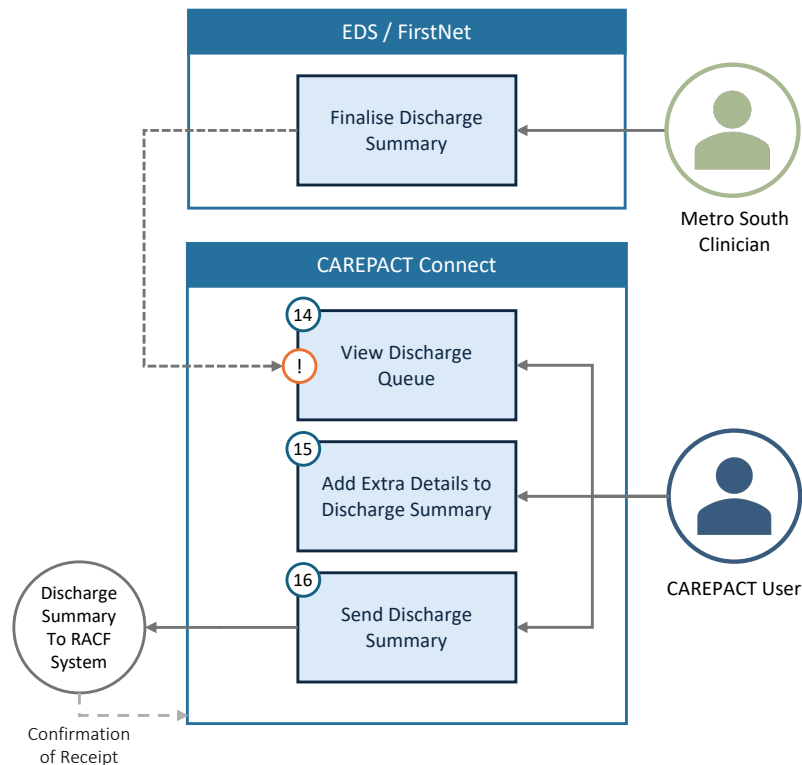 EDS / FirstNet
Finalise Discharge
Summary
Metro South
Clinician
CAREPACT Connect
14
!
View Discharge
Queue
15
Add Extra Details to
Discharge Summary
CAREPACT User
16
Send Discharge
Summary
Discharge
Summary
To RACF
System
Confirmation
of Receipt